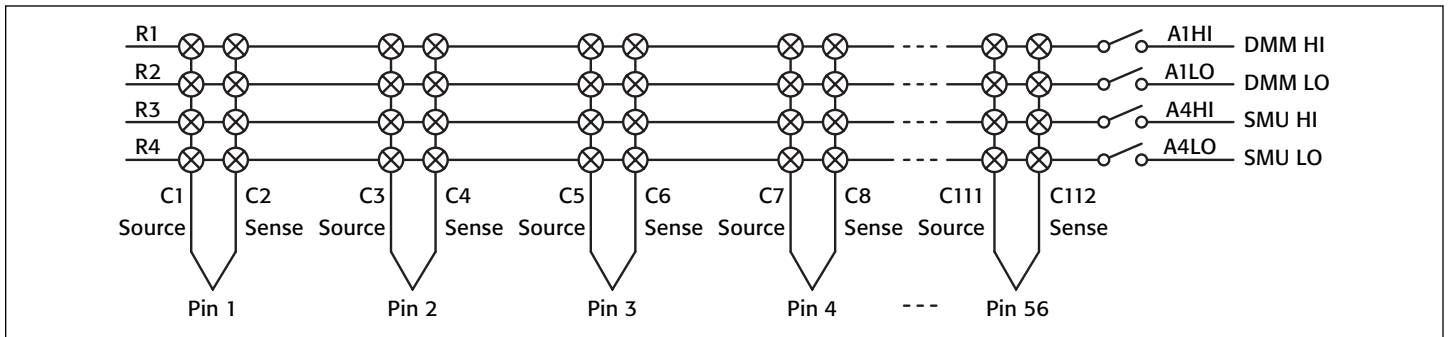 R1 A1HI DMM HI
R2 A1LO DMM LO
R3 A4HI SMU HI
R4 A4LO SMU LO
C1 C2 C3 C4 C5 C6 C7 C8 C111 C112
Source Sense Source Sense Source Sense Source Sense Source Sense
Pin 1 Pin 2 Pin 3 Pin 4 Pin 56